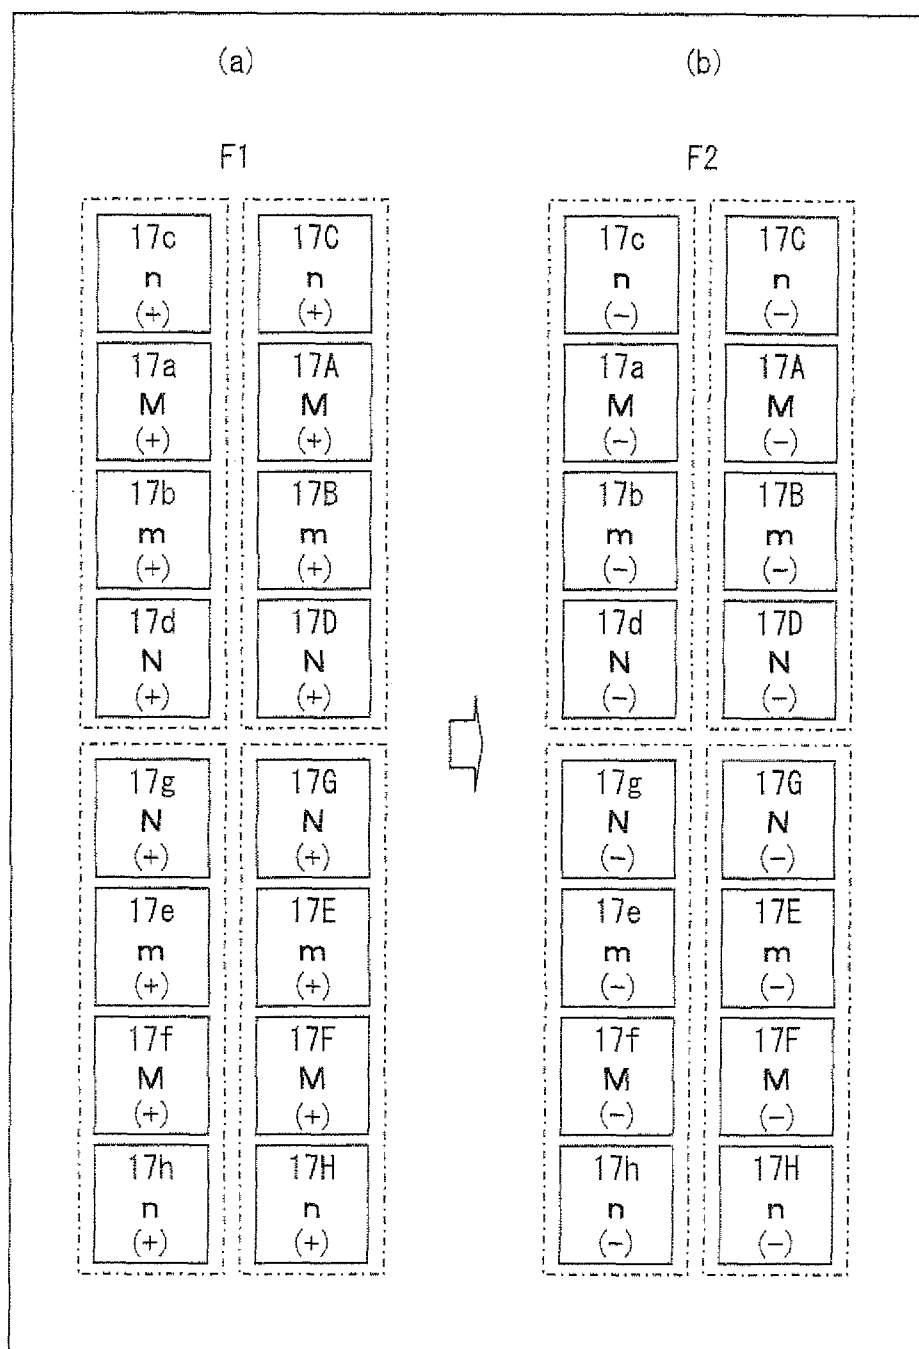 (a) (b)
F1 F2
17c 17C 17c 17C
n n n n
(+) (+) (−) (−)
17a 17A 17a 17A
M M M M
(+) (+) (−) (−)
17b 17B 17b 17B
m m m m
(+) (+) (−) (−)
17d 17D 17d 17D
N N N N
(+) (+) (−) (−)
17g 17G 17g 17G
N N N N
(+) (+) (−) (−)
17e 17E 17e 17E
m m m m
(+) (+) (−) (−)
17f 17F 17f 17F
M M M M
(+) (+) (−) (−)
17h 17H 17h 17H
n n n n
(+) (+) (−) (−)